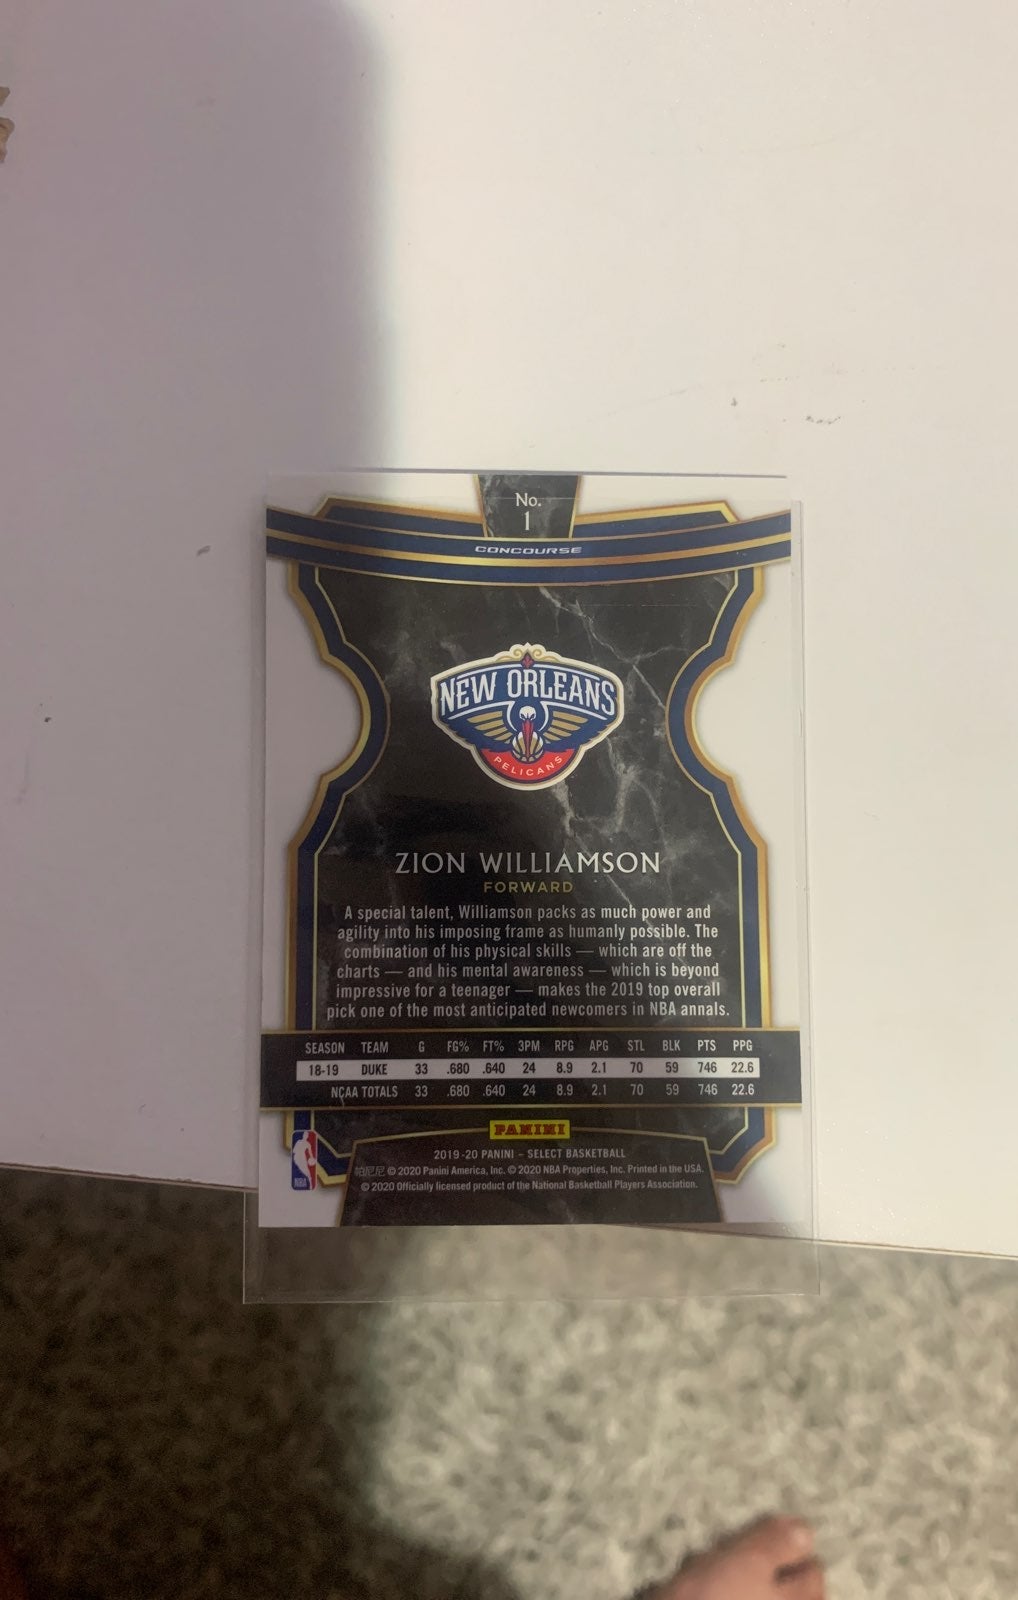 No.
1
CONCOURSE
NEW ORLEANS
PELICANS
ZION WILLIAMSON
FORWARD
A special talent, Williamson packs as much power and
agility into his imposing frame as humanly possible. The
combination of his physical skills — which are off the
charts — and his mental awareness — which is beyond
impressive for a teenager — makes the 2019 top overall
pick one of the most anticipated newcomers in NBA annals.
SEASON TEAM G FG% FT% 3PM RPG APG STL BLK PTS PPG
18-19 DUKE 33 .680 .640 24 8.9 2.1 70 59 746 22.6
NCAA TOTALS 33 .680 .640 24 8.9 2.1 70 59 746 22.6
PANINI
2019-20 PANINI – SELECT BASKETBALL
帕尼尼 © 2020 Panini America, Inc. © 2020 NBA Properties, Inc. Printed in the USA.
© 2020 Officially licensed product of the National Basketball Players Association.
NBA